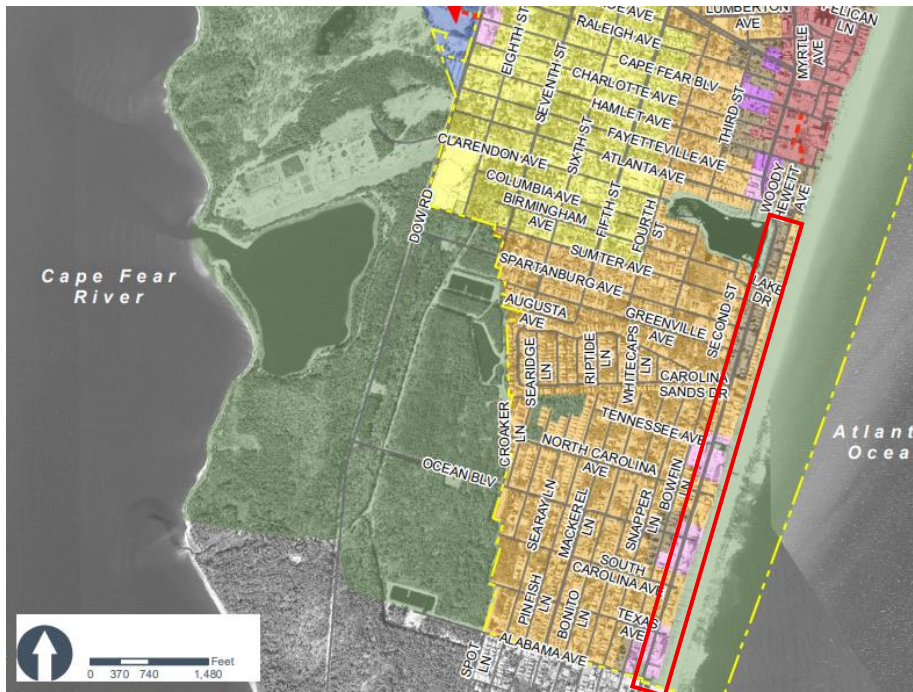 LUMBERTON
AVE
PELICAN
LN
RALEIGH AVE
EIGHTH ST
CAPE FEAR BLV
MYRTLE
AVE
SEVENTH ST
CHARLOTTE AVE
THIRD ST
HAMLET AVE
FAYETTEVILLE AVE
CLARENDON AVE
SIXTH ST
ATLANTA AVE
WOODY
HEWETT
AVE
COLUMBIA AVE
BIRMINGHAM
AVE
FIFTH ST
FOURTH
ST
DOW RD
SUMTER AVE
SPARTANBURG AVE
LAKE
DR
Cape Fear
River
AUGUSTA
AVE
GREENVILLE
AVE
SECOND ST
SEARIDGE
LN
RIPTIDE
LN
WHITECAPS
LN
CAROLINA
SANDS DR
TENNESSEE AVE
CROAKER
LN
NORTH CAROLINA
AVE
OCEAN BLV
BOWFIN
LN
SEARAY LN
MACKEREL
LN
SNAPPER
LN
SOUTH
CAROLINA AVE
PINFISH
LN
BONITO
LN
TEXAS
AVE
ALABAMA AVE
SPOT
LN
Feet
0 370 740 1,480